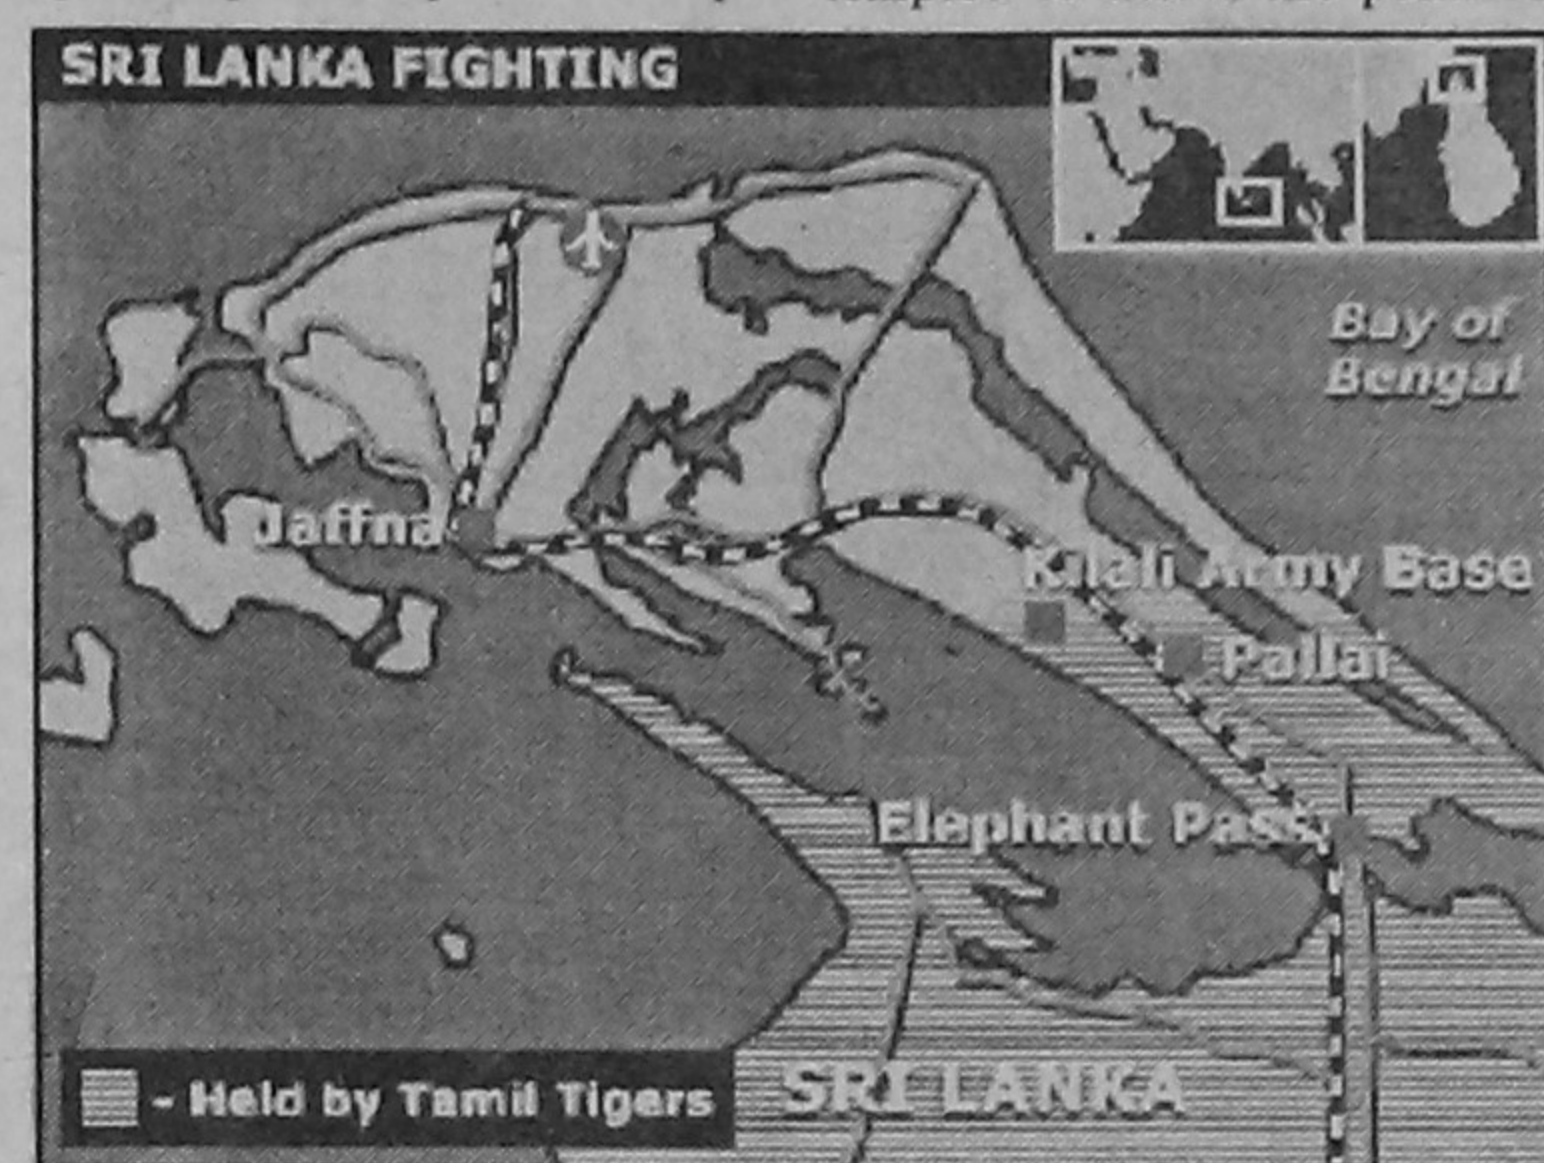 SRI LANKA FIGHTING
Bay of
Bengal
Jaffna
Kilali Army Base
Pallai
Elephant Pass
SRI LANKA
- Held by Tamil Tigers